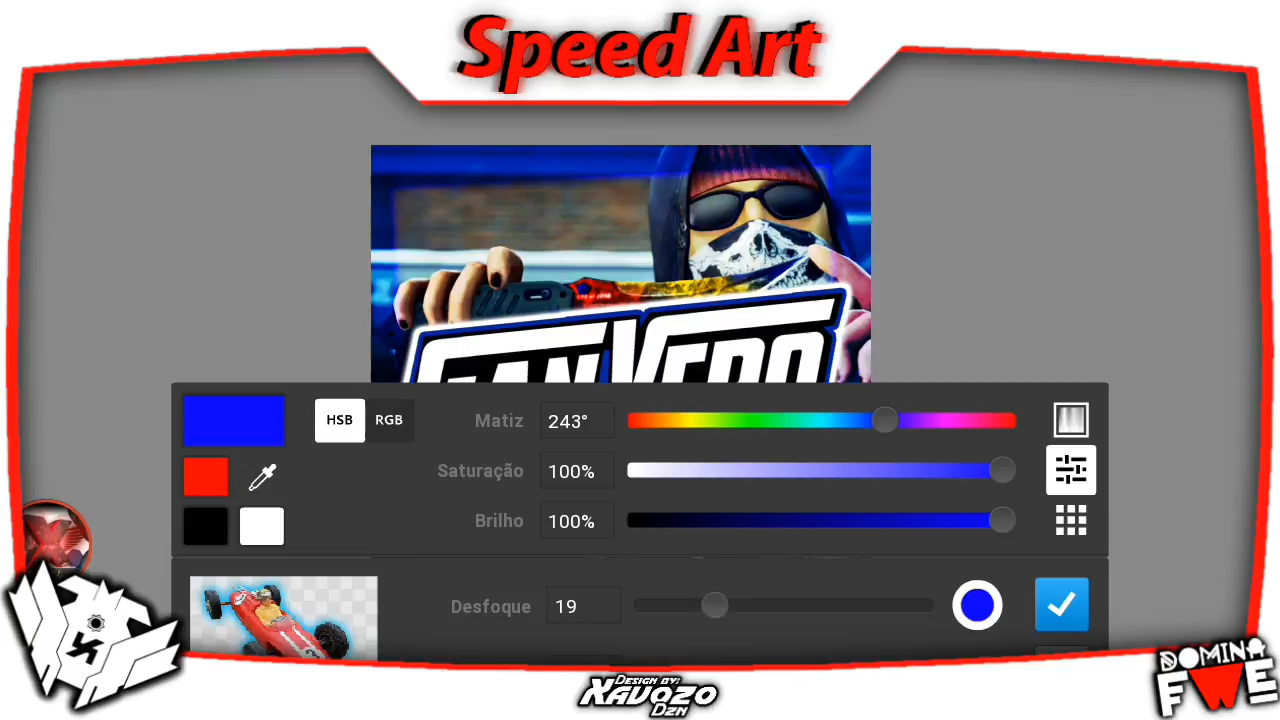 Speed Art
HSB
RGB
Matiz
243°
Saturação
100%
Brilho
100%
Desfoque
19
DESIGN BY:
XAVOZO
DZN
DOMINA
FWE